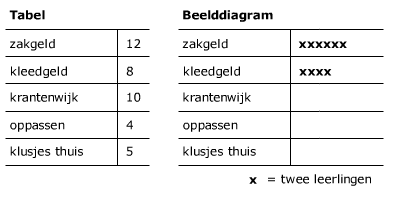 Tabel Beelddiagram
zakgeld 12 zakgeld xxxxxx
kleedgeld 8 kleedgeld xxxx
krantenwijk 10 krantenwijk
oppassen 4 oppassen
klusjes thuis 5 klusjes thuis
x = twee leerlingen